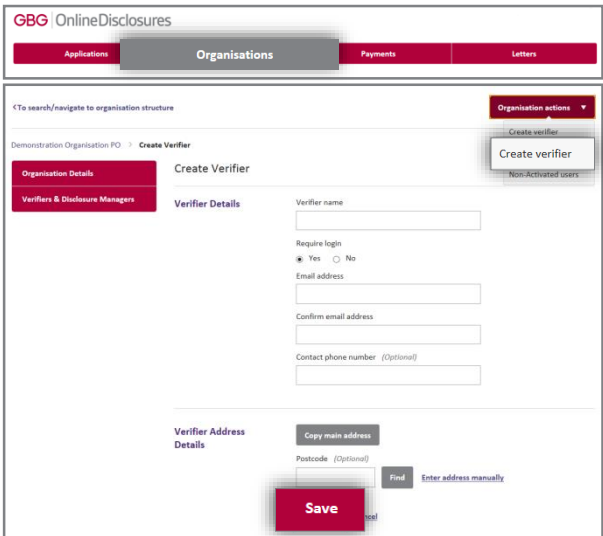 GBG | OnlineDisclosures
Applications Organisations Payments Letters
<To search/navigate to organisation structure
Organisation actions ▼
Create verifier
Create verifier
Non-Activated users
Demonstration Organisation PO > Create Verifier
Organisation Details
Verifiers & Disclosure Managers
Create Verifier
Verifier Details
Verifier name
Require login
Yes No
Email address
Confirm email address
Contact phone number (Optional)
Verifier Address
Details
Copy main address
Postcode (Optional)
Find Enter address manually
Save